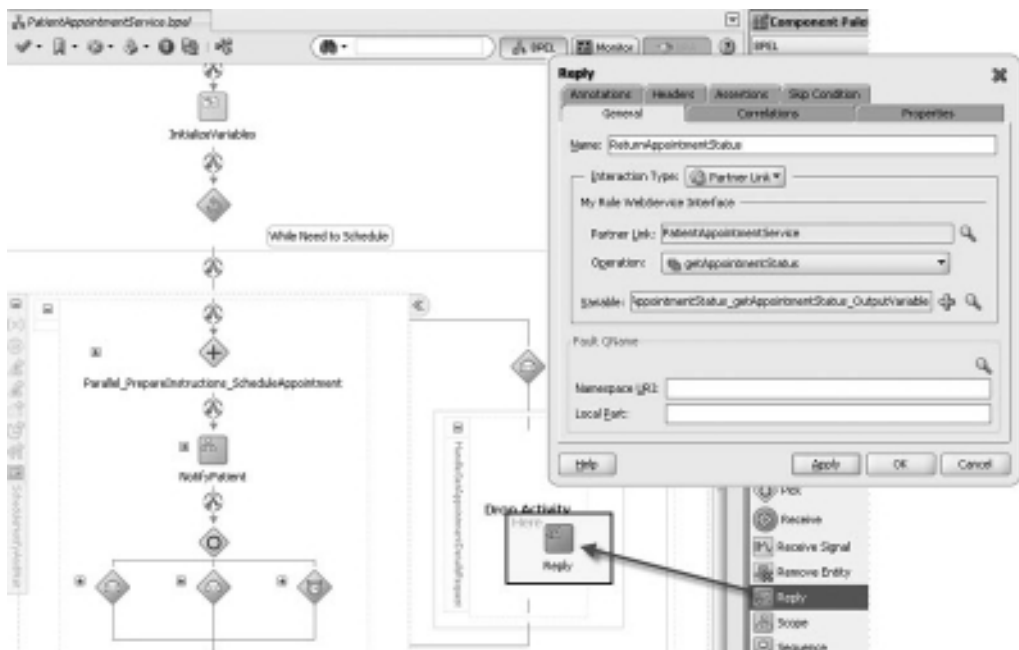 PatientAppointmentService.bpel
Component Pale
BPEL
Monitor
BPEL
InitializeVariables
While Need to Schedule
Parallel_PrepareInstructions_ScheduleAppointment
NotifyPatient
Drop Activity
Here
Reply
Reply
Annotations Headers Assertions Skip Condition
General Correlations Properties
Name: ReturnAppointmentStatus
Interaction Type: Partner Link
My Role WebService Interface
Partner Link: PatientAppointmentService
Operation: getAppointmentStatus
Variable: AppointmentStatus_getAppointmentStatus_OutputVariable
Fault QName
Namespace URI:
Local Part:
Help Apply OK Cancel
Pick
Receive
Receive Signal
Remove Entity
Reply
Scope
Sequence